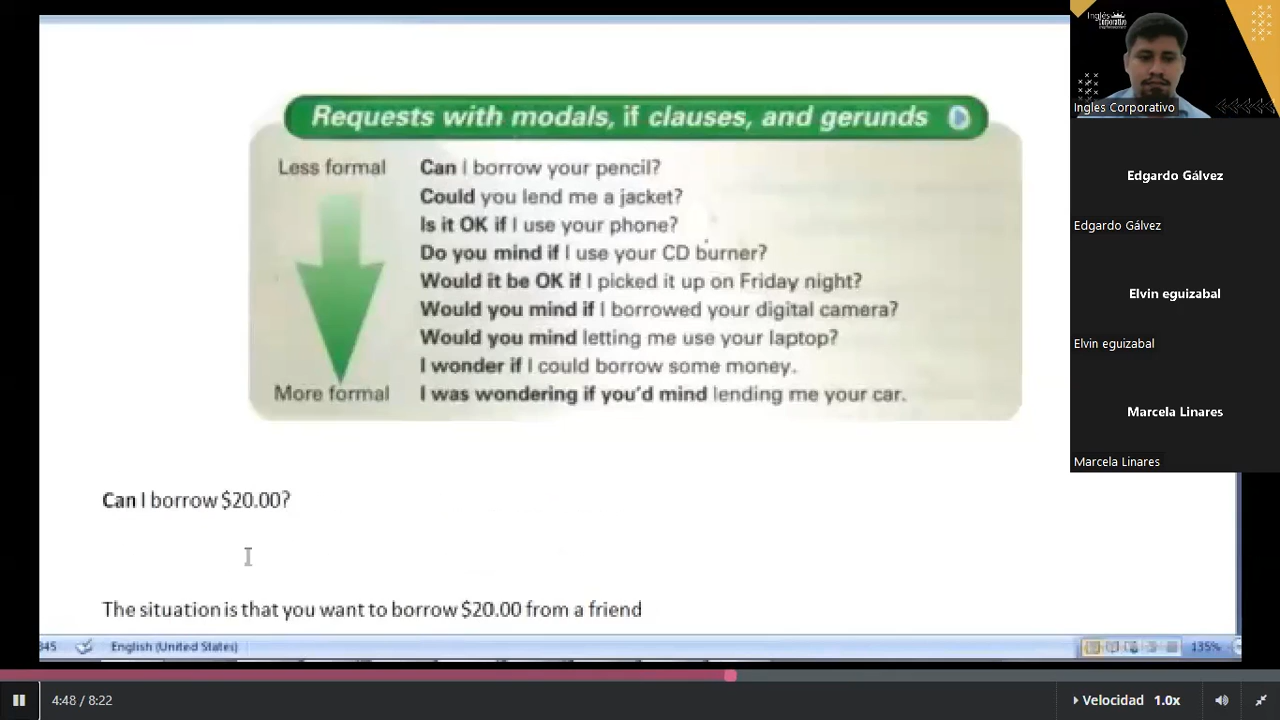 Requests with modals, if clauses, and gerunds
Less formal
Can I borrow your pencil?
Could you lend me a jacket?
Is it OK if I use your phone?
Do you mind if I use your CD burner?
Would it be OK if I picked it up on Friday night?
Would you mind if I borrowed your digital camera?
Would you mind letting me use your laptop?
I wonder if I could borrow some money.
More formal
I was wondering if you'd mind lending me your car.
Can I borrow $20.00?
The situation is that you want to borrow $20.00 from a friend
345
English (United States)
135%
Inglés
Corporativo
Ingles Corporativo
Edgardo Gálvez
Edgardo Gálvez
Elvin eguizabal
Elvin eguizabal
Marcela Linares
Marcela Linares
4:48 / 8:22
Velocidad 1.0x